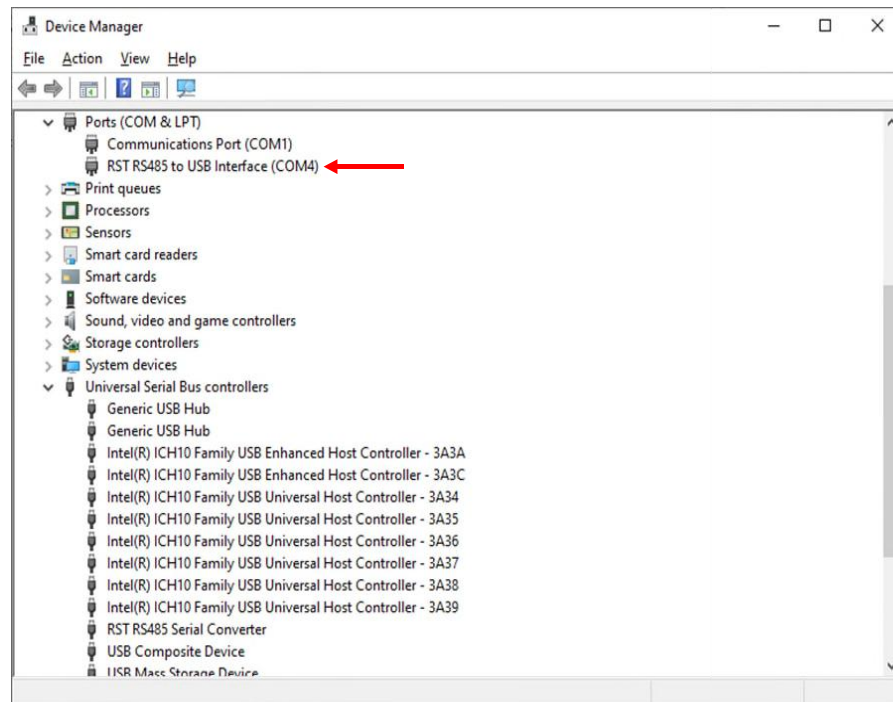 Device Manager
File Action View Help
Ports (COM & LPT)
Communications Port (COM1)
RST RS485 to USB Interface (COM4)
Print queues
Processors
Sensors
Smart card readers
Smart cards
Software devices
Sound, video and game controllers
Storage controllers
System devices
Universal Serial Bus controllers
Generic USB Hub
Generic USB Hub
Intel(R) ICH10 Family USB Enhanced Host Controller - 3A3A
Intel(R) ICH10 Family USB Enhanced Host Controller - 3A3C
Intel(R) ICH10 Family USB Universal Host Controller - 3A34
Intel(R) ICH10 Family USB Universal Host Controller - 3A35
Intel(R) ICH10 Family USB Universal Host Controller - 3A36
Intel(R) ICH10 Family USB Universal Host Controller - 3A37
Intel(R) ICH10 Family USB Universal Host Controller - 3A38
Intel(R) ICH10 Family USB Universal Host Controller - 3A39
RST RS485 Serial Converter
USB Composite Device
USB Mass Storage Device